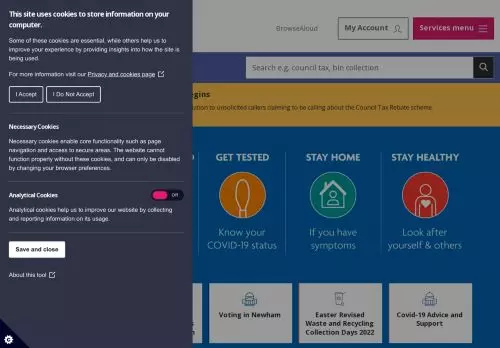 This site uses cookies to store information on your
computer.
Some of these cookies are essential, while others help us to
improve your experience by providing insights into how the site is
being used.
For more information visit our Privacy and cookies page
I Accept
I Do Not Accept
Necessary Cookies
Necessary cookies enable core functionality such as page
navigation and access to secure areas. The website cannot
function properly without these cookies, and can only be disabled
by changing your browser preferences.
Analytical Cookies
Off
Analytical cookies help us to improve our website by collecting
and reporting information on its usage.
Save and close
About this tool
BrowseAloud
My Account
Services menu
Search e.g. council tax, bin collection
to unsolicited callers claiming to be calling about the Council Tax Rebate scheme
GET TESTED
STAY HOME
STAY HEALTHY
Know your
COVID-19 status
If you have
symptoms
Look after
yourself & others
Voting in Newham
Easter Revised
Waste and Recycling
Collection Days 2022
Covid-19 Advice and
Support